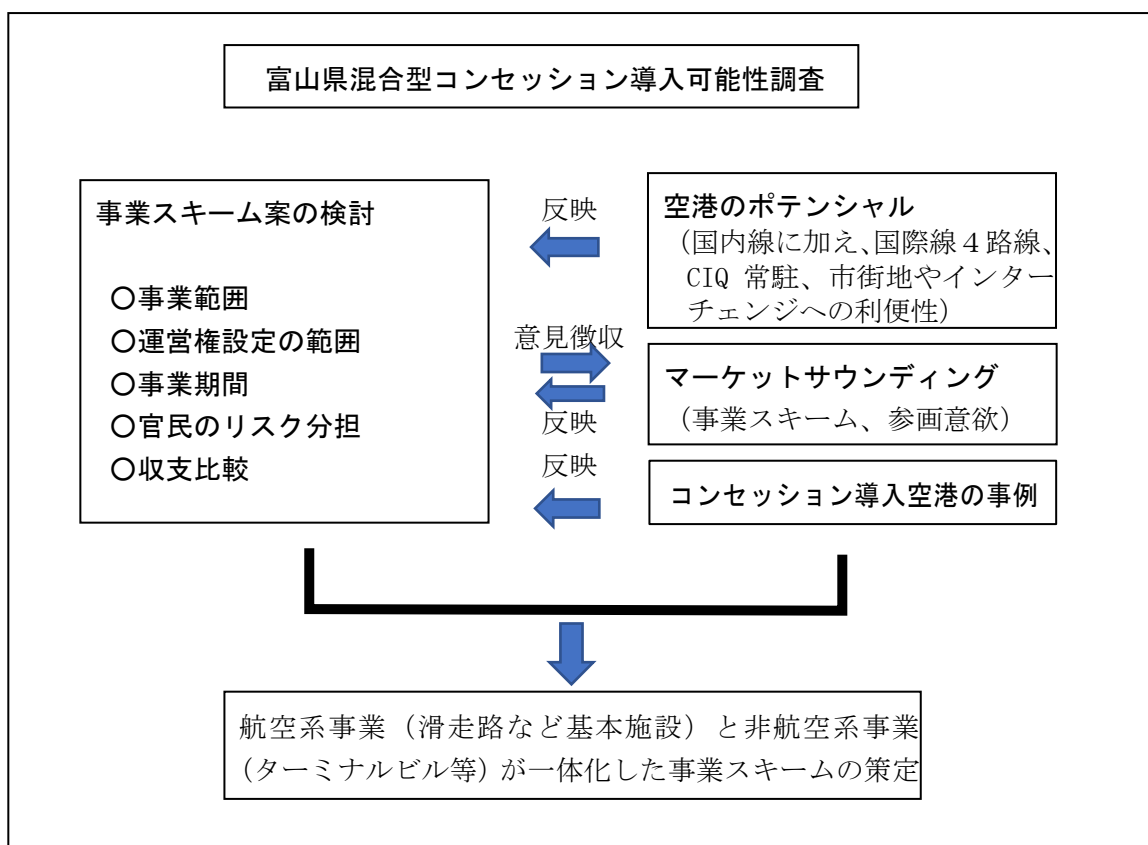 富山県混合型コンセッション導入可能性調査
事業スキーム案の検討
〇事業範囲
〇運営権設定の範囲
〇事業期間
〇官民のリスク分担
〇収支比較
反映
意見徴収
反映
反映
空港のポテンシャル
（国内線に加え、国際線４路線、
CIQ 常駐、市街地やインター
チェンジへの利便性）
マーケットサウンディング
（事業スキーム、参画意欲）
コンセッション導入空港の事例
航空系事業（滑走路など基本施設）と非航空系事業
（ターミナルビル等）が一体化した事業スキームの策定